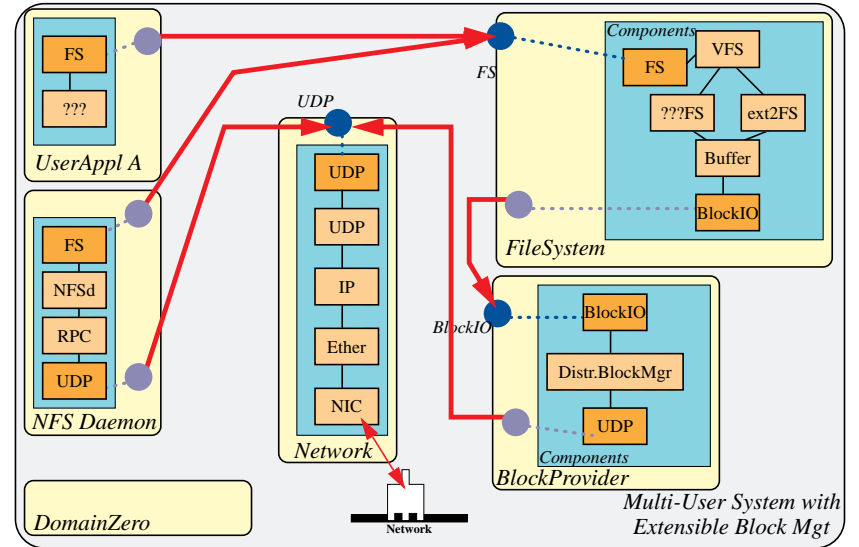 FS
???
UserAppl A
FS
NFSd
RPC
UDP
NFS Daemon
DomainZero
UDP
UDP
UDP
IP
Ether
NIC
Network
Network
FS
Components
FS
VFS
???FS
ext2FS
Buffer
BlockIO
FileSystem
BlockIO
BlockIO
Distr.BlockMgr
UDP
Components
BlockProvider
Multi-User System with
Extensible Block Mgt